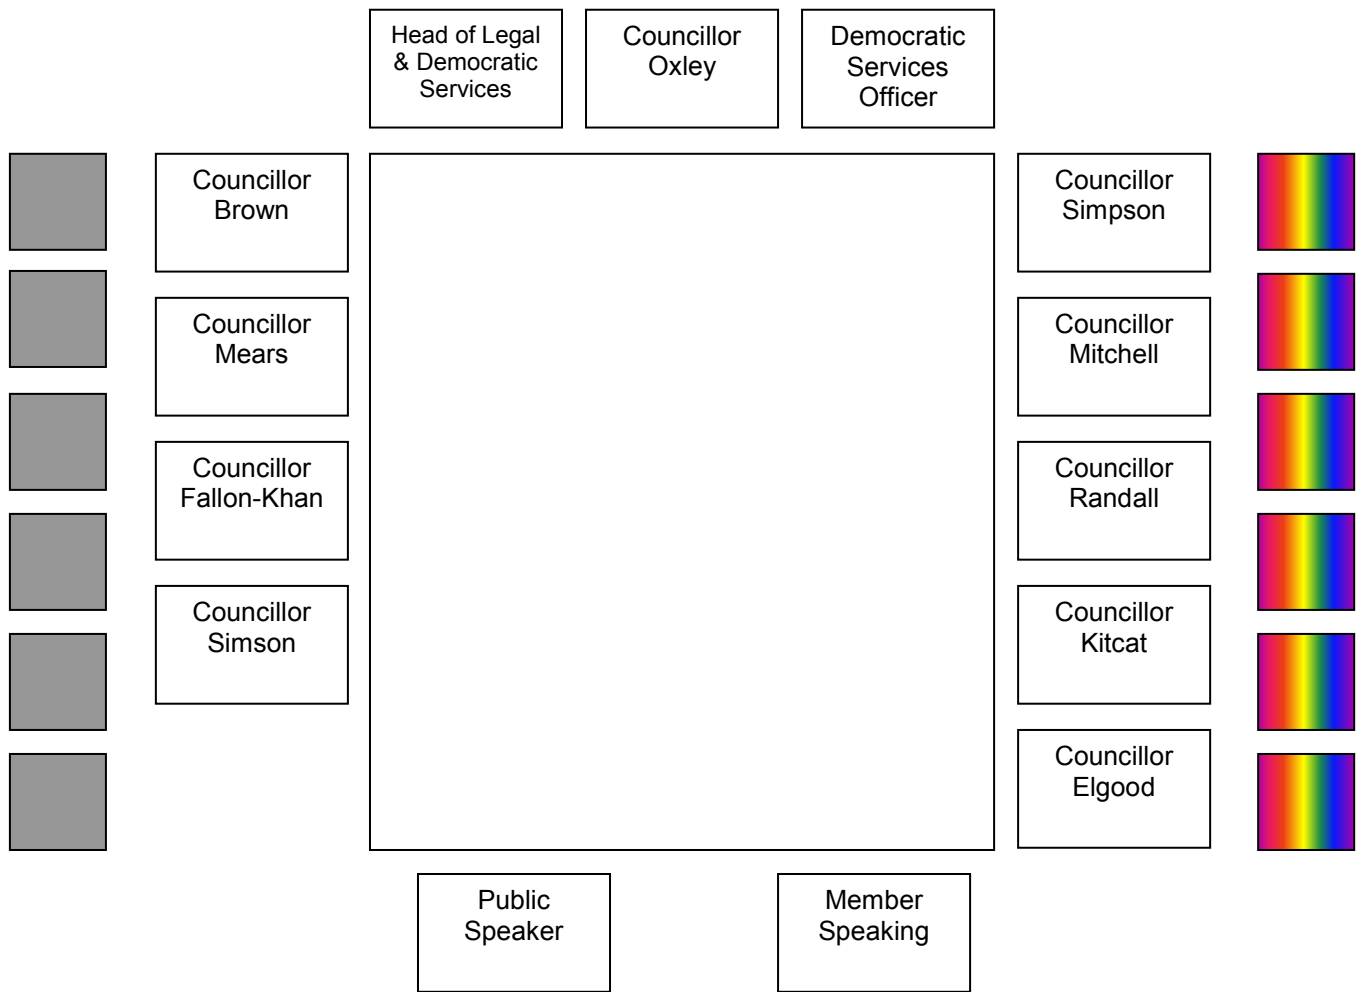 Head of Legal
& Democratic
Services
Councillor
Oxley
Democratic
Services
Officer
Councillor
Brown
Councillor
Simpson
Councillor
Mears
Councillor
Mitchell
Councillor
Fallon-Khan
Councillor
Randall
Councillor
Simson
Councillor
Kitcat
Councillor
Elgood
Public
Speaker
Member
Speaking